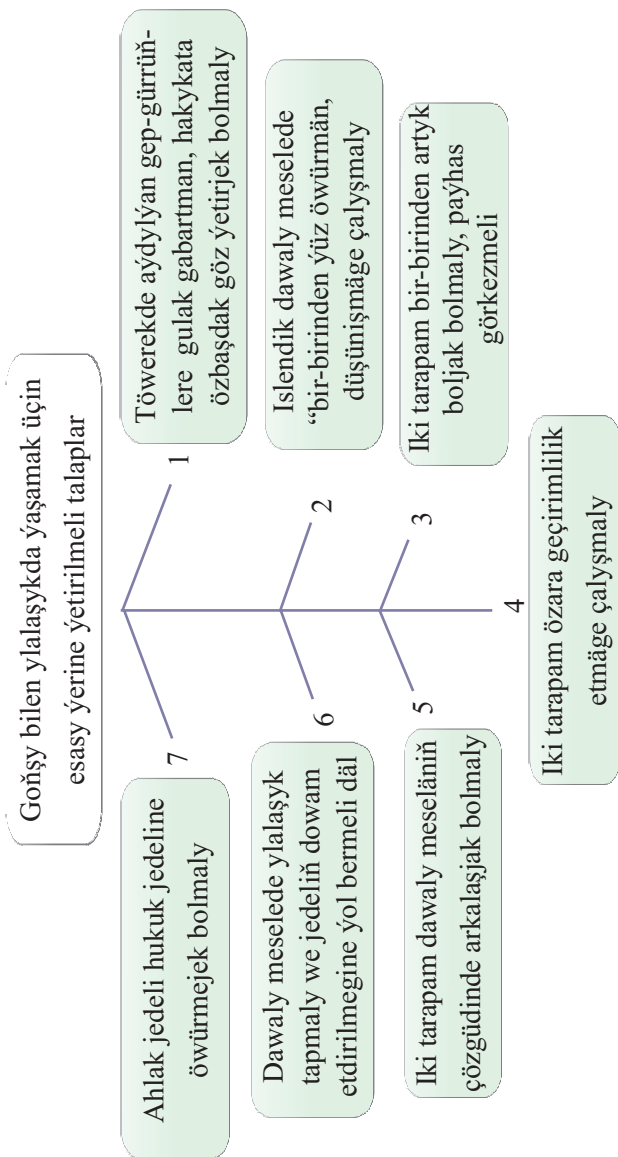 Goňşy bilen ylalaşykda ýaşamak üçin
esasy ýerine ýetirilmeli talaplar
1
Töwerekde aýdylýan gep-gürrüň-
lere gulak gabartman, hakykata
özbaşdak göz ýetirjek bolmaly
2
Islendik dawaly meselede
“bir-birinden ýüz öwürmän,
düşünişmäge çalyşmaly
3
Iki tarapam bir-birinden artyk
boljak bolmaly, paýhas
görkezmeli
4
Iki tarapam özara geçirimlilik
etmäge çalyşmaly
5
Iki tarapam dawaly meseläniň
çözgüdinde arkalaşjak bolmaly
6
Dawaly meselede ylalaşyk
tapmaly we jedeliň dowam
etdirilmegine ýol bermeli däl
7
Ahlak jedeli hukuk jedeline
öwürmejek bolmaly